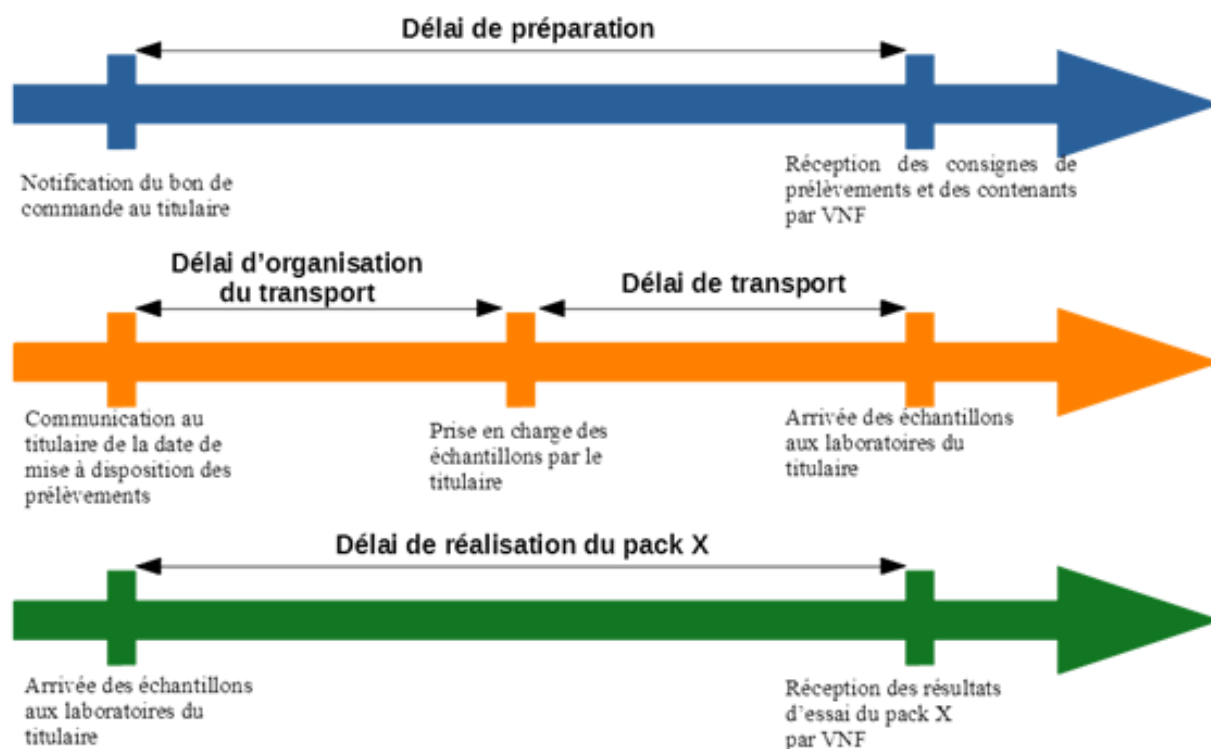 Délai de préparation
Notification du bon de
commande au titulaire
Réception des consignes de
prélèvements et des contenants
par VNF
Délai d'organisation
du transport
Délai de transport
Communication au
titulaire de la date de
mise à disposition des
prélèvements
Prise en charge des
échantillons par le
titulaire
Arrivée des échantillons
aux laboratoires du
titulaire
Délai de réalisation du pack X
Arrivée des échantillons
aux laboratoires du
titulaire
Réception des résultats
d'essai du pack X
par VNF